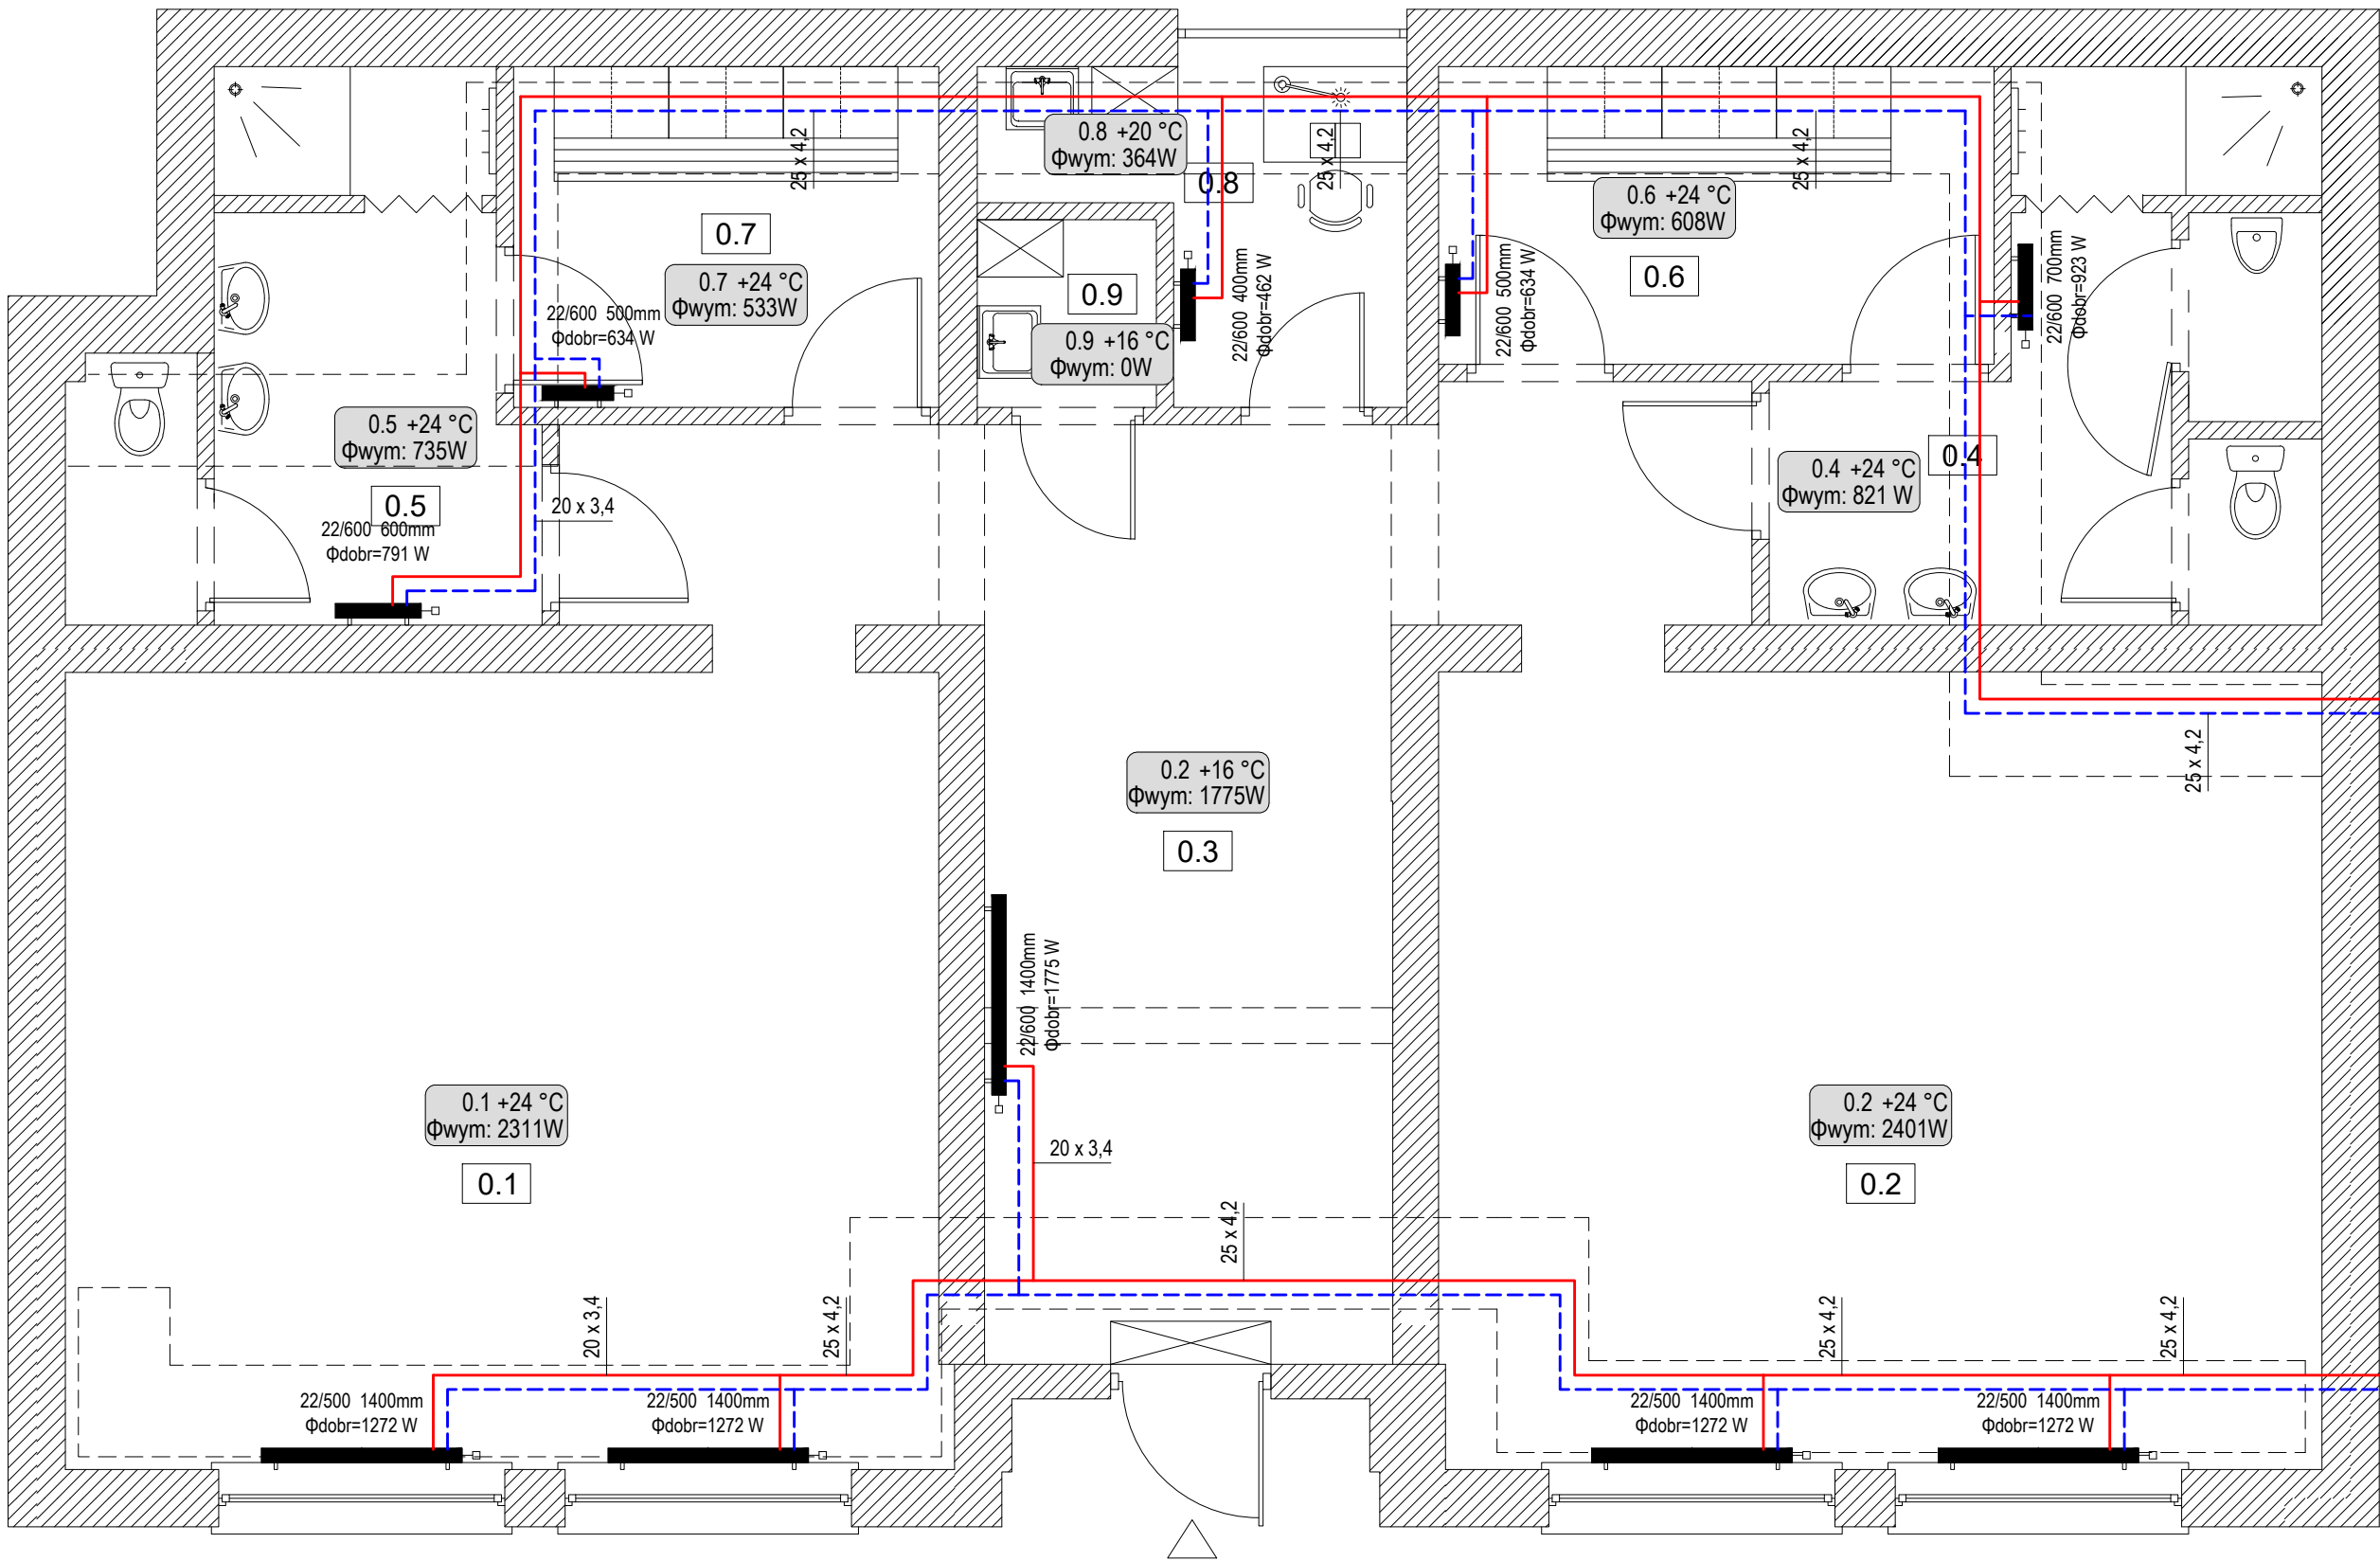 0.8 +20 °C
Φwym: 364W
25 x 4,2
25 x 4,2
25 x 4,2
0.8
0.6 +24 °C
Φwym: 608W
0.7
0.7 +24 °C
Φwym: 533W
0.6
0.9
0.9 +16 °C
Φwym: 0W
22/600 500mm
Φdobr=634 W
22/600 400mm
Φdobr=462 W
22/600 500mm
Φdobr=634 W
22/600 700mm
Φdobr=923 W
0.5 +24 °C
Φwym: 735W
0.5
22/600 600mm
Φdobr=791 W
20 x 3,4
0.4
0.4 +24 °C
Φwym: 821 W
25 x 4,2
0.2 +16 °C
Φwym: 1775W
0.3
22/600 1400mm
Φdobr=1775 W
20 x 3,4
0.1 +24 °C
Φwym: 2311W
0.1
0.2 +24 °C
Φwym: 2401W
0.2
25 x 4,2
20 x 3,4
25 x 4,2
25 x 4,2
25 x 4,2
22/500 1400mm
Φdobr=1272 W
22/500 1400mm
Φdobr=1272 W
22/500 1400mm
Φdobr=1272 W
22/500 1400mm
Φdobr=1272 W